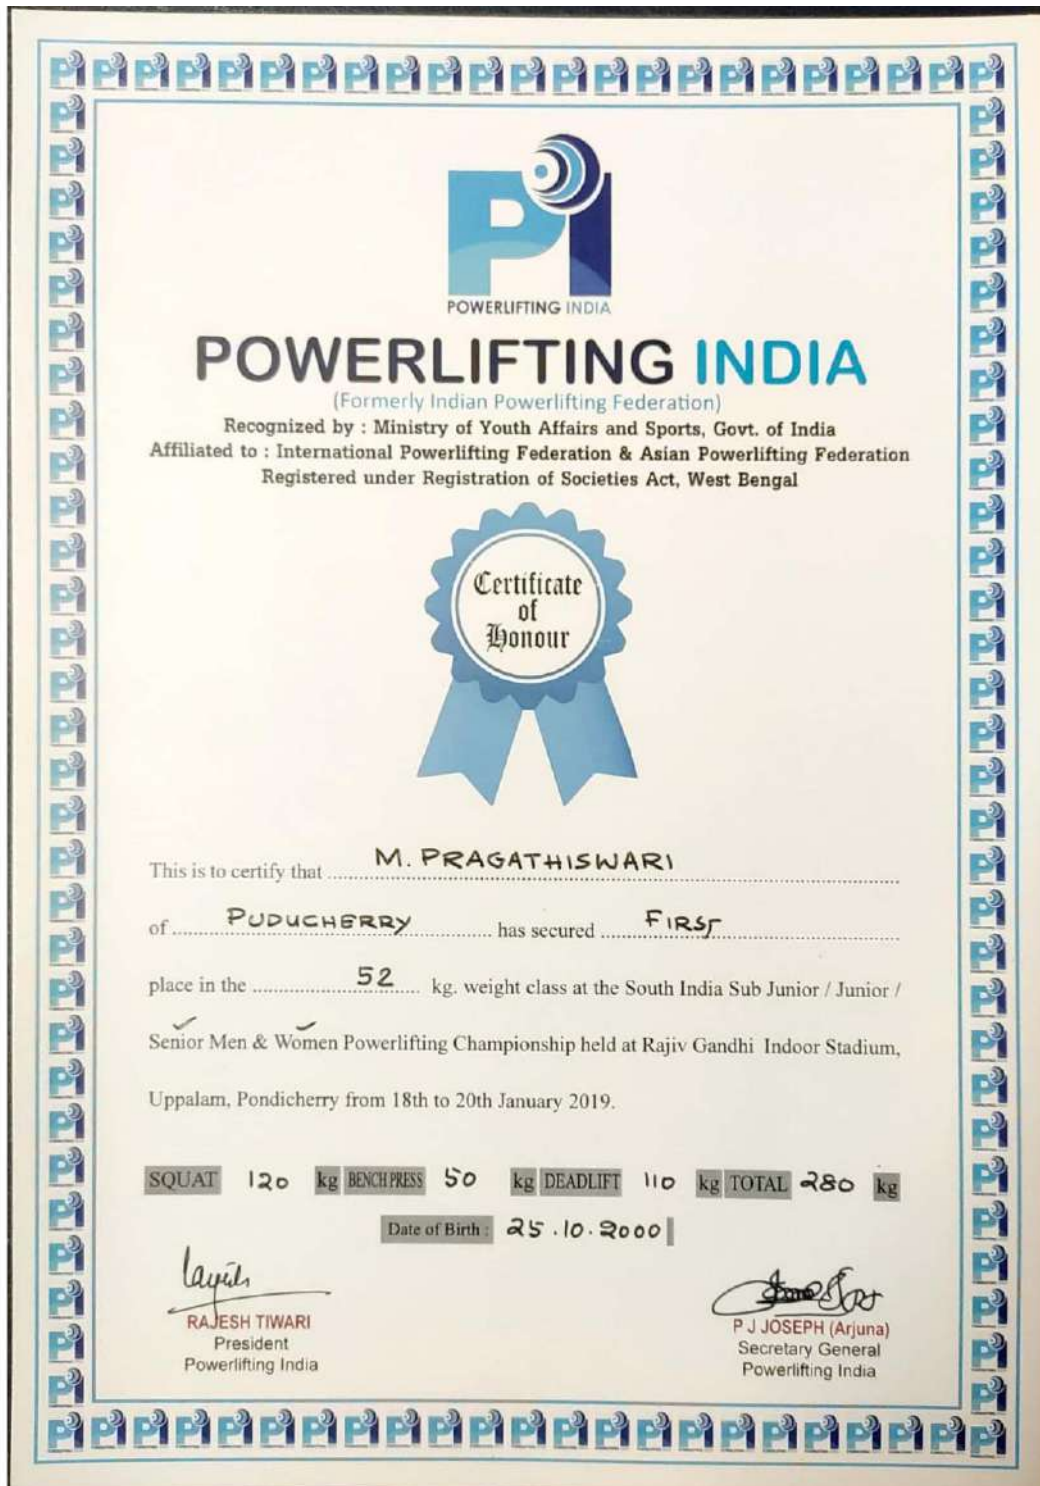 POWERLIFTING INDIA
POWERLIFTING INDIA
(Formerly Indian Powerlifting Federation)
Recognized by : Ministry of Youth Affairs and Sports, Govt. of India
Affiliated to : International Powerlifting Federation & Asian Powerlifting Federation
Registered under Registration of Societies Act, West Bengal
Certificate
of
Honour
This is to certify that M. PRAGATHISWARI
of PUDUCHERRY has secured FIRST
place in the 52 kg. weight class at the South India Sub Junior / Junior /
Senior Men & Women Powerlifting Championship held at Rajiv Gandhi Indoor Stadium,
Uppalam, Pondicherry from 18th to 20th January 2019.
SQUAT 120 kg BENCH PRESS 50 kg DEADLIFT 110 kg TOTAL 280 kg
Date of Birth : 25.10.2000
RAJESH TIWARI
President
Powerlifting India
P J JOSEPH (Arjuna)
Secretary General
Powerlifting India